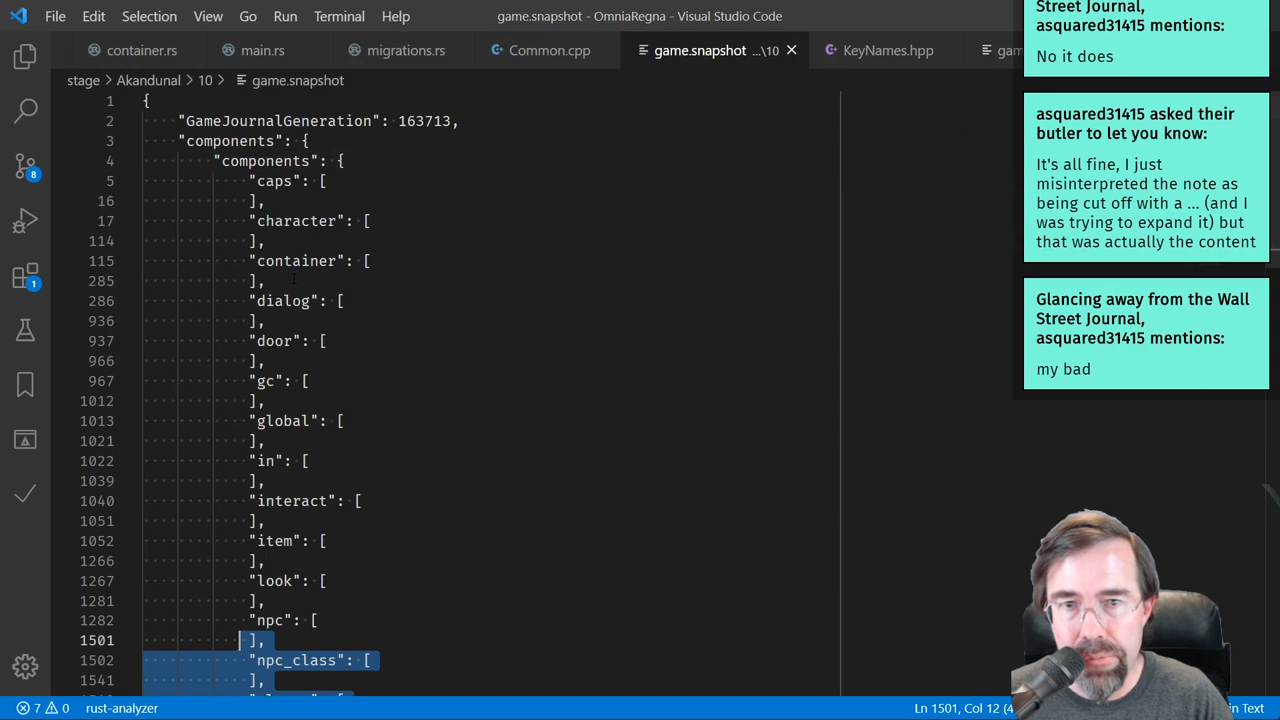 File Edit Selection View Go Run Terminal Help game.snapshot - OmniaRegna - Visual Studio Code
container.rs main.rs migrations.rs Common.cpp game.snapshot ...\10 KeyNames.hpp
stage > Akandunal > 10 > game.snapshot
1 {
2 "GameJournalGeneration": 163713,
3 "components": {
4 "components": {
5 "caps": [
16 ],
17 "character": [
114 ],
115 "container": [
285 ],
286 "dialog": [
936 ],
937 "door": [
966 ],
967 "gc": [
1012 ],
1013 "global": [
1021 ],
1022 "in": [
1039 ],
1040 "interact": [
1051 ],
1052 "item": [
1266 ],
1267 "look": [
1281 ],
1282 "npc": [
1501 ],
1502 "npc_class": [
1541 ],
8
1
7 0 rust-analyzer Ln 1501, Col 12
Street Journal,
asquared31415 mentions:
No it does
asquared31415 asked their
butler to let you know:
It's all fine, I just
misinterpreted the note as
being cut off with a ... (and I
was trying to expand it) but
that was actually the content
Glancing away from the Wall
Street Journal,
asquared31415 mentions:
my bad